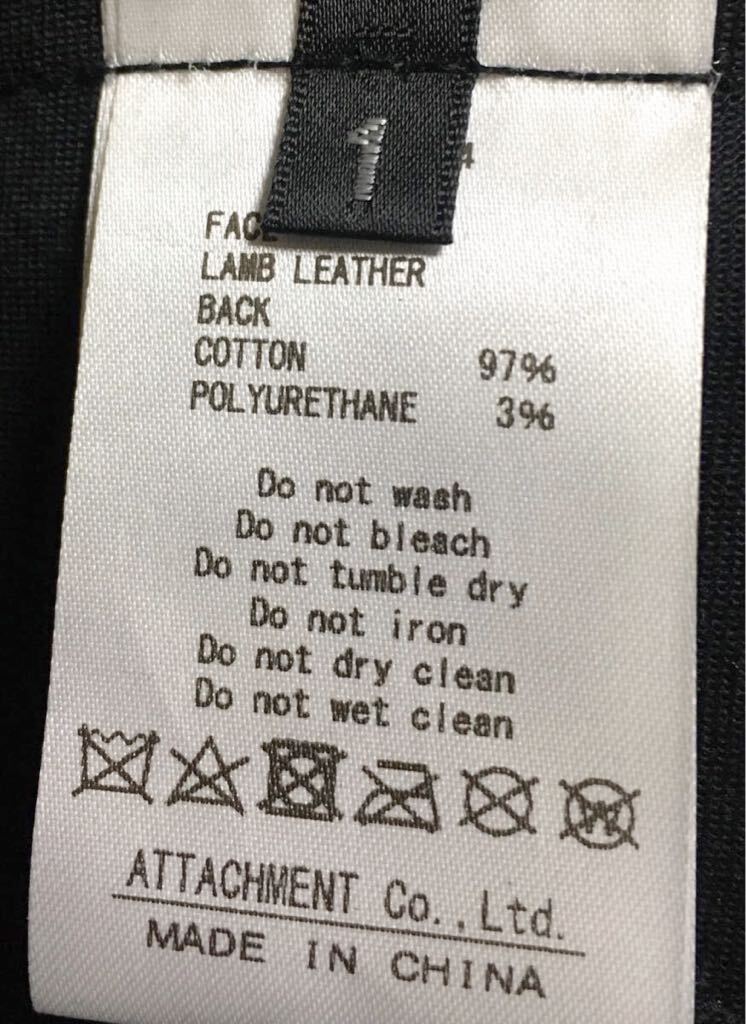 1
FACE
LAMB LEATHER
BACK
COTTON 97%
POLYURETHANE 3%
Do not wash
Do not bleach
Do not tumble dry
Do not iron
Do not dry clean
Do not wet clean
W
ATTACHMENT Co.,Ltd.
MADE IN CHINA